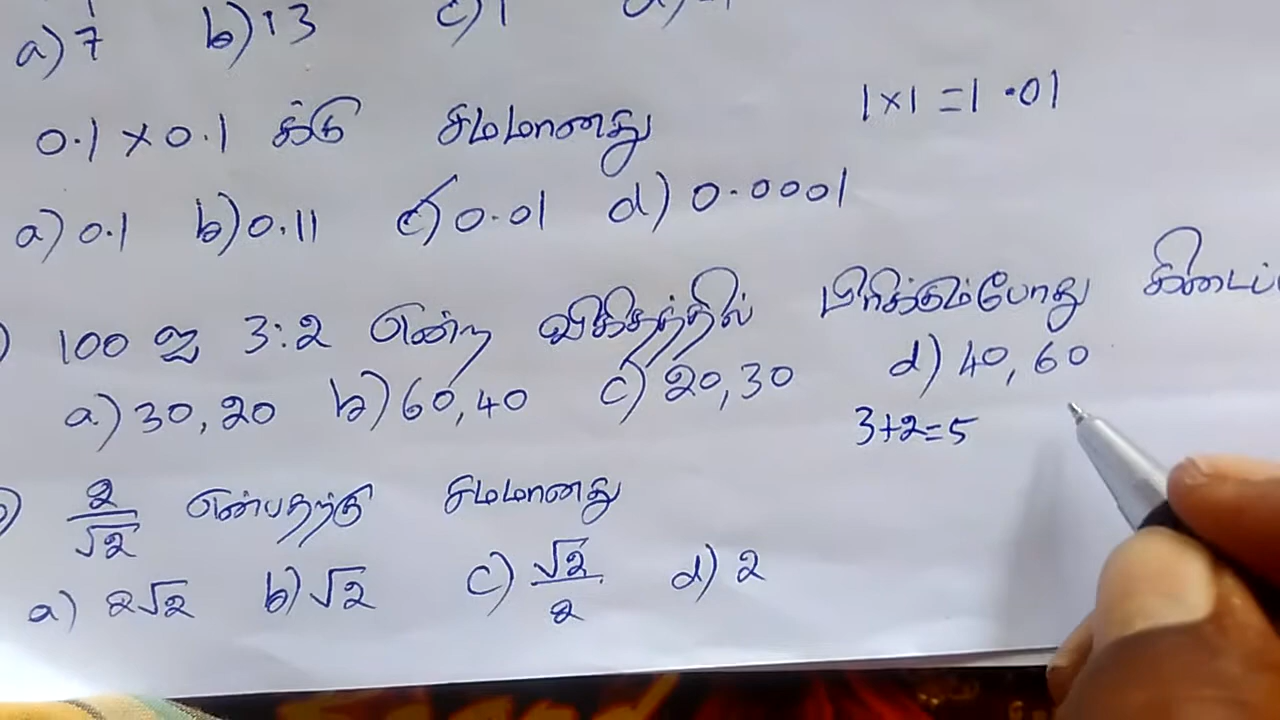 a) 7 b) 13 c) 1
0.1 × 0.1 க்கு சமமானது 1×1 = 1 .01
a) 0.1 b) 0.11 c) 0.01 d) 0.0001
) 100 ஐ 3:2 என்ற விகிதத்தில் பிரிக்கும்போது
a) 30, 20 b) 60, 40 c) 20, 30 d) 40, 60
3+2=5
) 2/√2 என்பதற்கு சமமானது
a) 2√2 b) √2 c) √2/2 d) 2